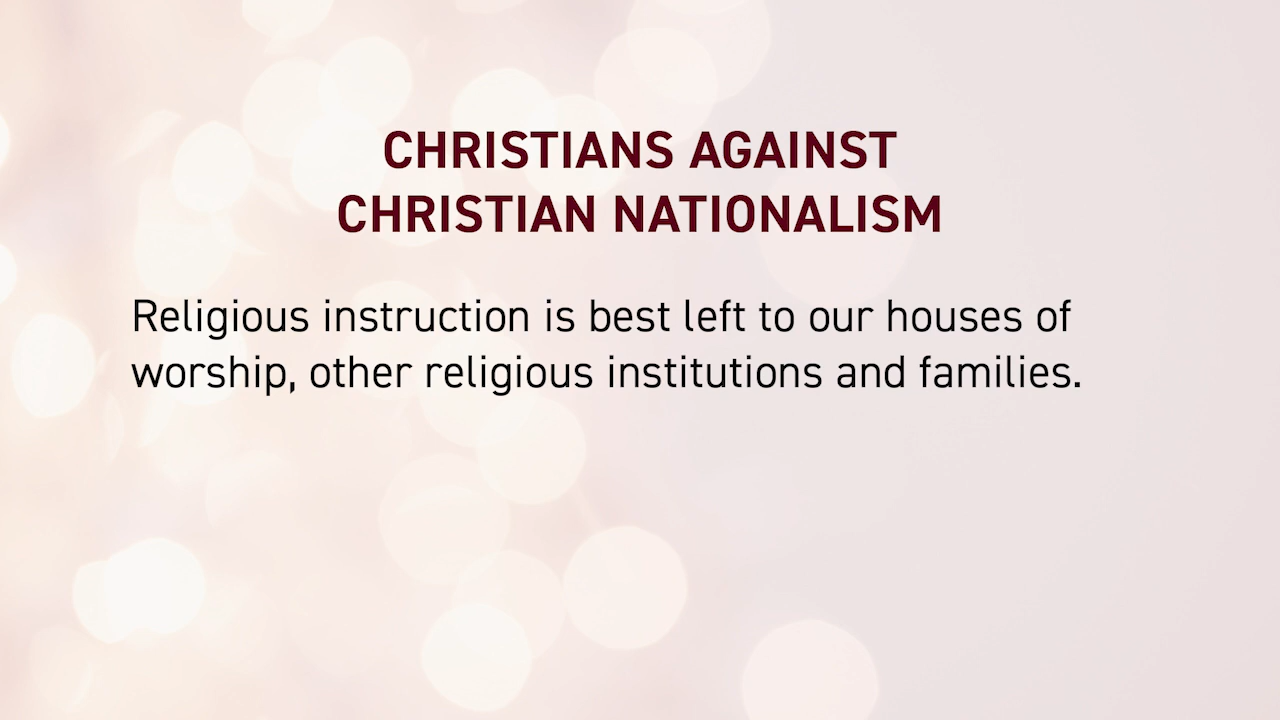 CHRISTIANS AGAINST
CHRISTIAN NATIONALISM
Religious instruction is best left to our houses of
worship, other religious institutions and families.